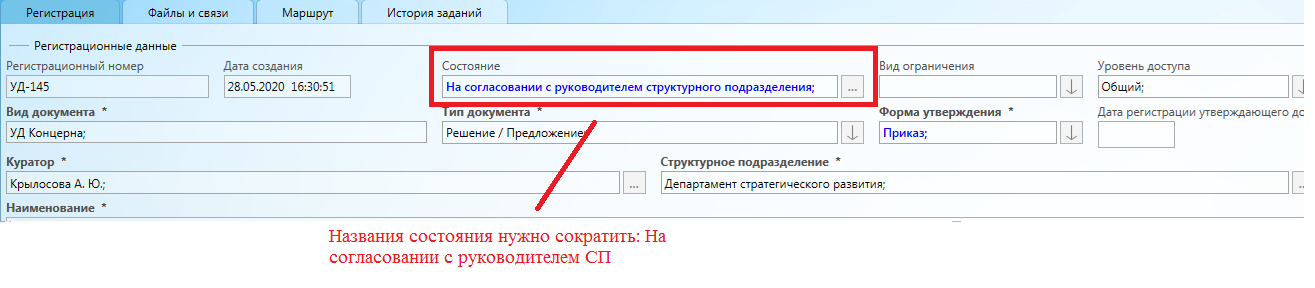 Регистрация Файлы и связи Маршрут История заданий
Регистрационные данные
Регистрационный номер Дата создания Состояние Вид ограничения Уровень доступа
УД-145 28.05.2020 16:30:51 На согласовании с руководителем структурного подразделения; ... Общий;
Вид документа * Тип документа * Форма утверждения * Дата регистрации утверждающего до
УД Концерна; Решение / Предложение; Приказ;
Куратор * Структурное подразделение *
Крылосова А. Ю.; ... Департамент стратегического развития; ...
Наименование *
Названия состояния нужно сократить: На
согласовании с руководителем СП